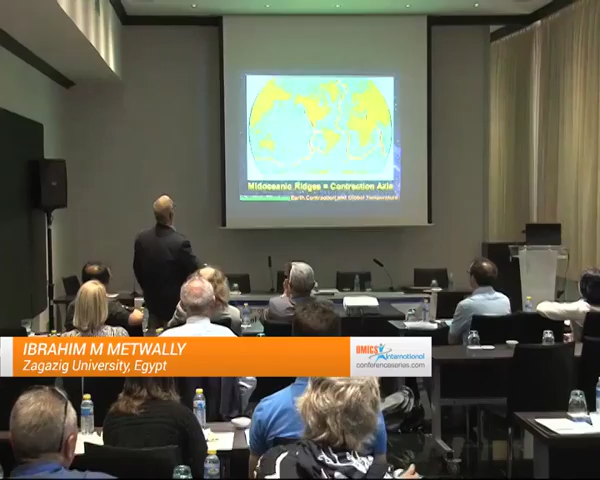 Midoceanic Ridges = Contraction Axis
Earth Contraction and Global Temperature
IBRAHIM M METWALLY
Zagazig University, Egypt
OMICS International
conferenceseries.com